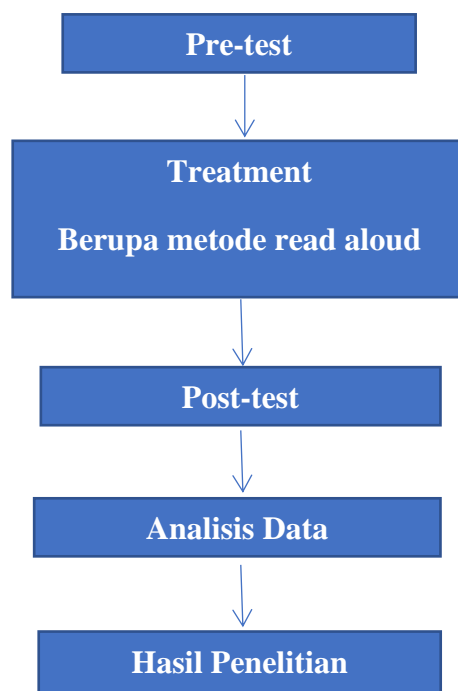 Pre-test
Treatment
Berupa metode read aloud
Post-test
Analisis Data
Hasil Penelitian